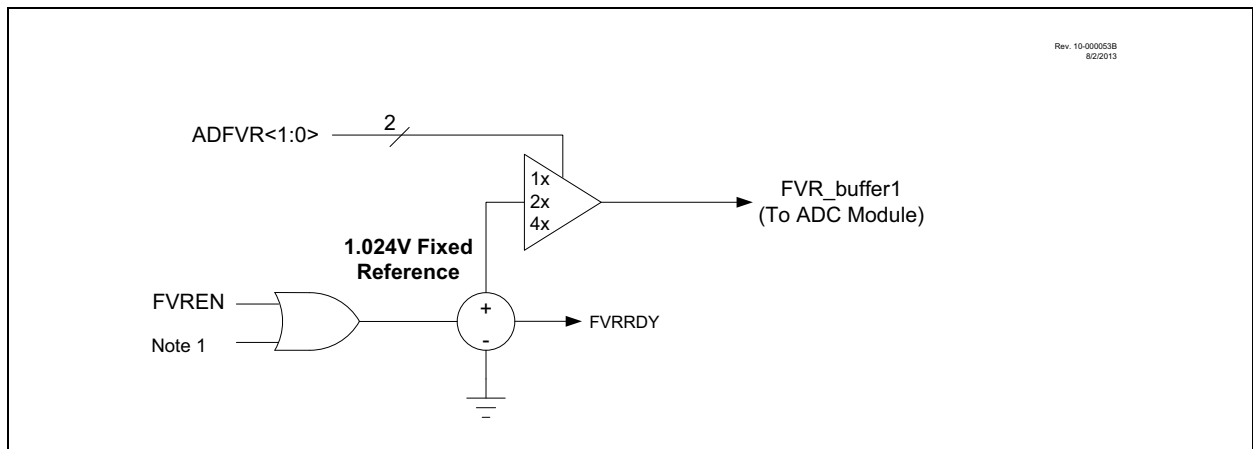 Rev. 10-000053B
8/2/2013
ADFVR<1:0>
2
1x
2x
4x
FVR_buffer1
(To ADC Module)
1.024V Fixed
Reference
FVREN
Note 1
+
-
FVRRDY